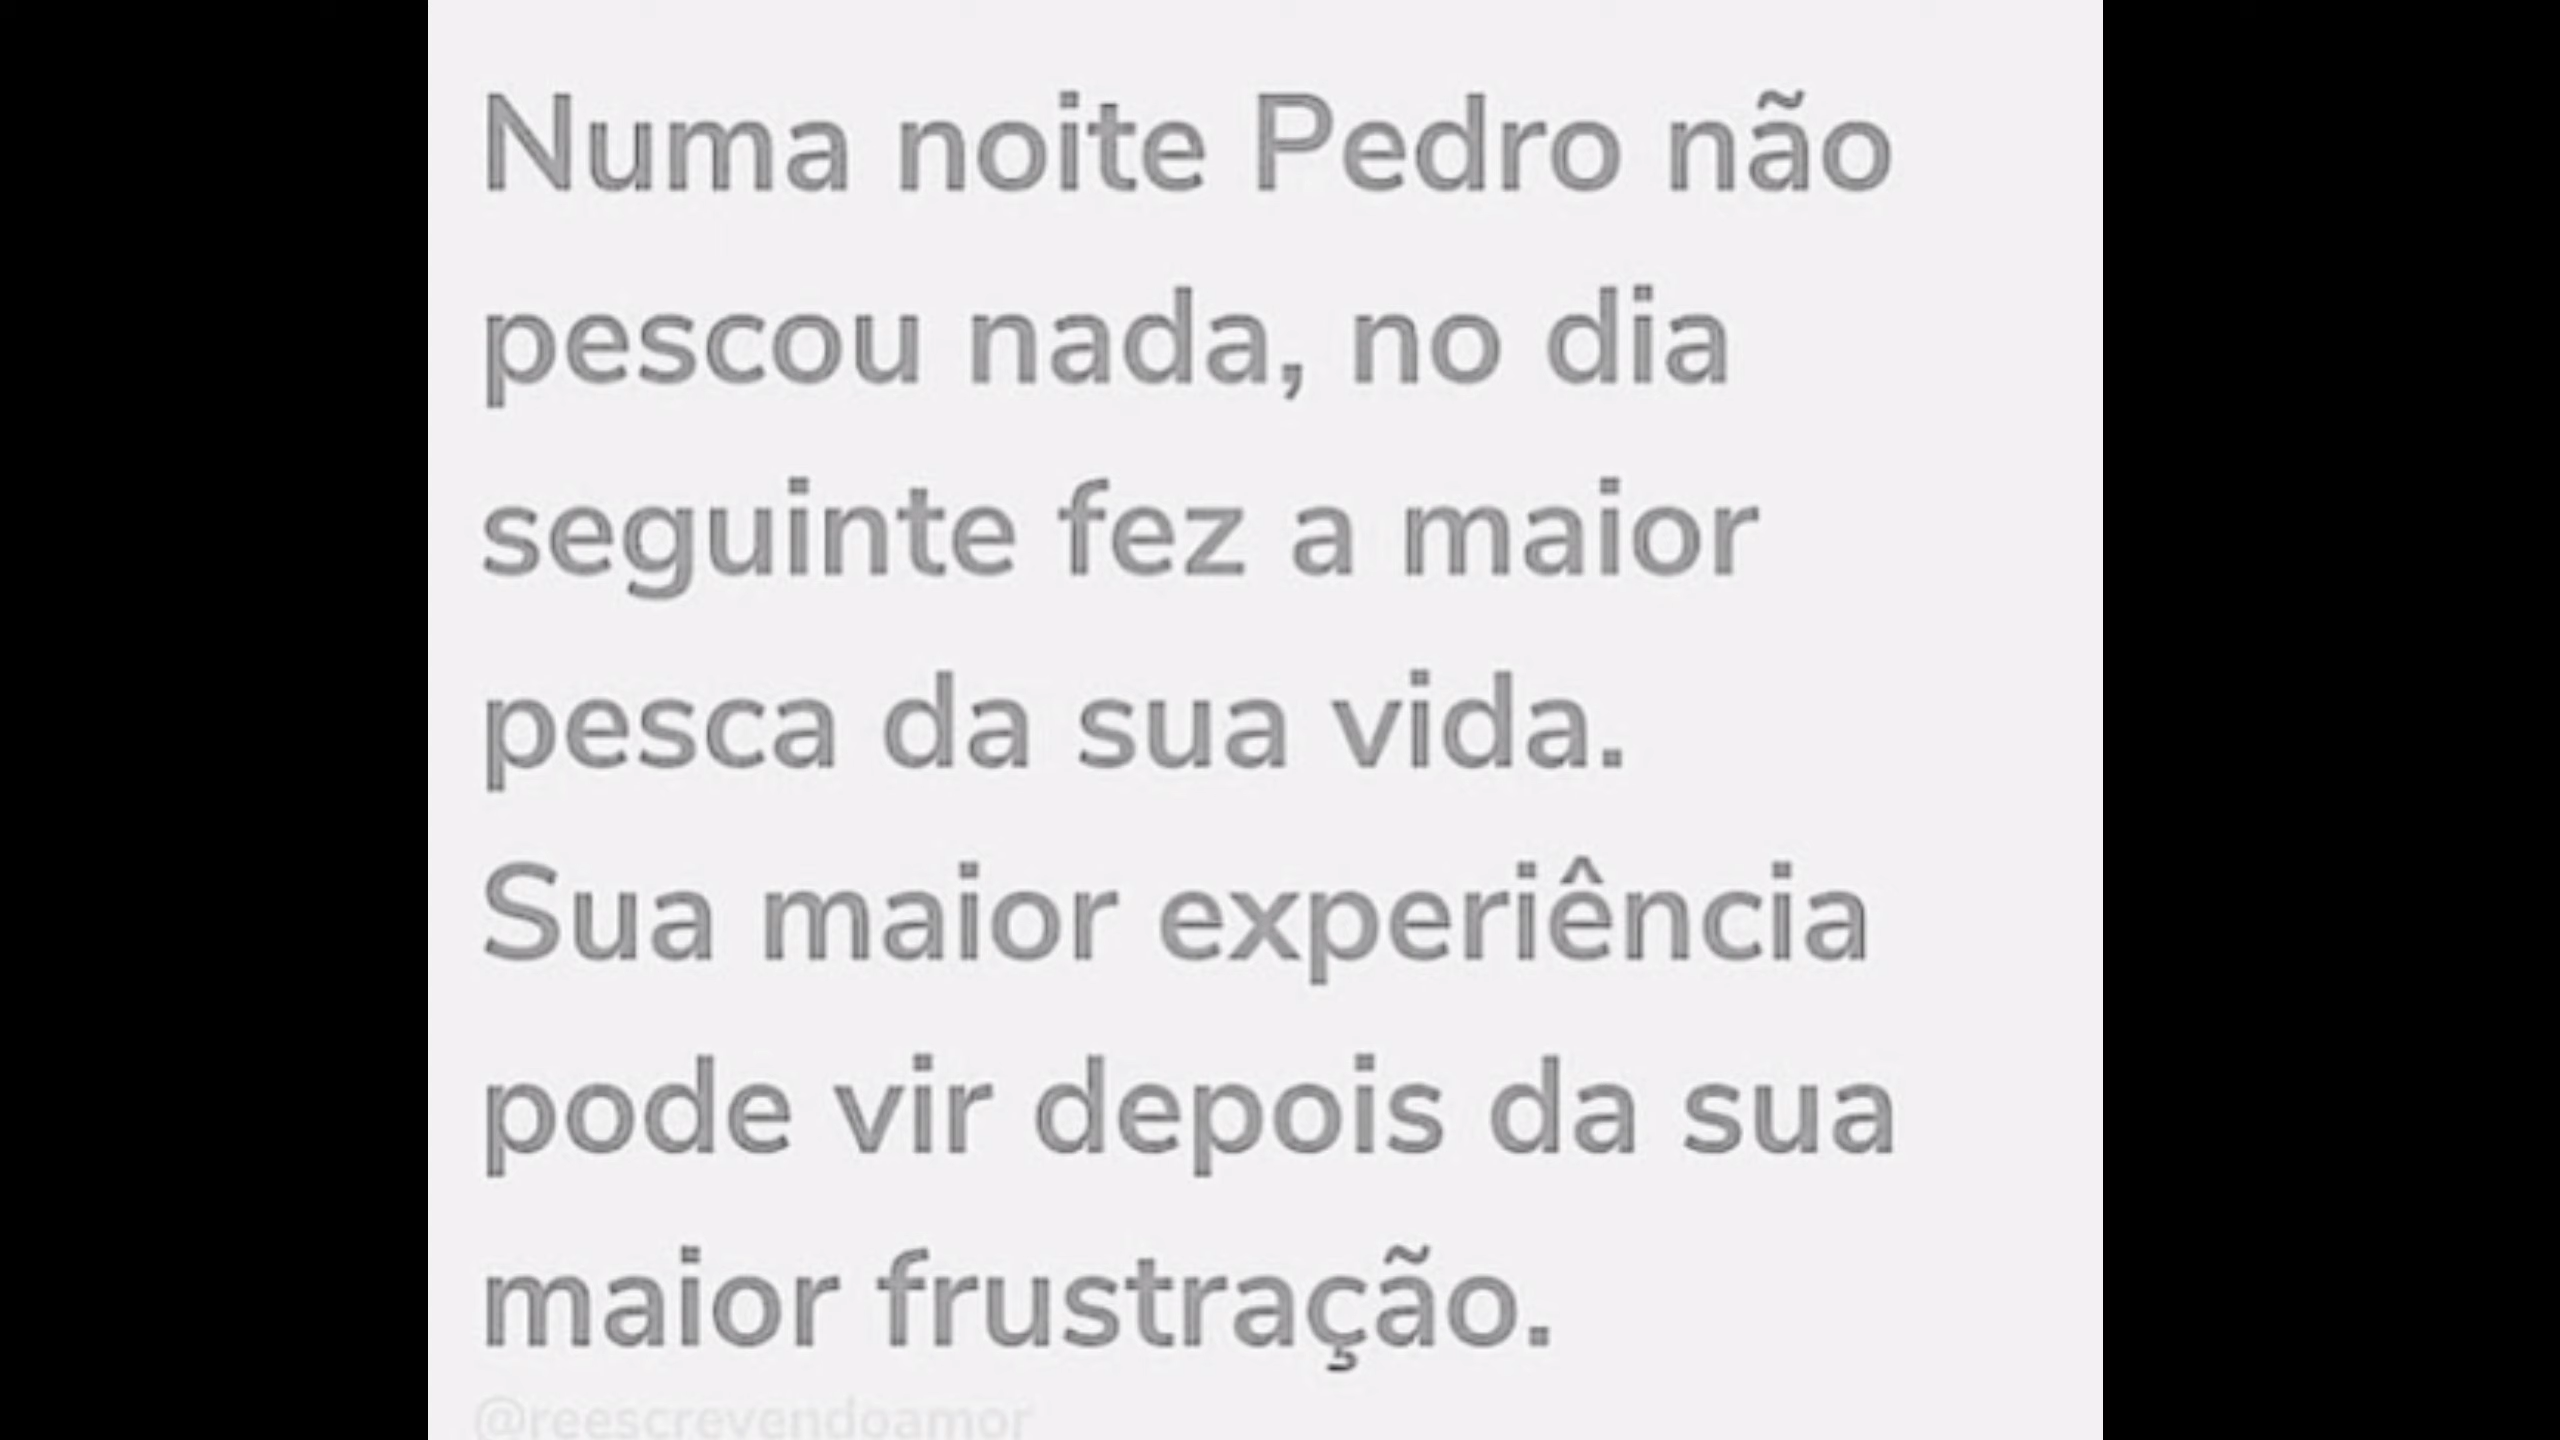 Numa noite Pedro não
pescou nada, no dia
seguinte fez a maior
pesca da sua vida.
Sua maior experiência
pode vir depois da sua
maior frustração.
@reescrevendoamor